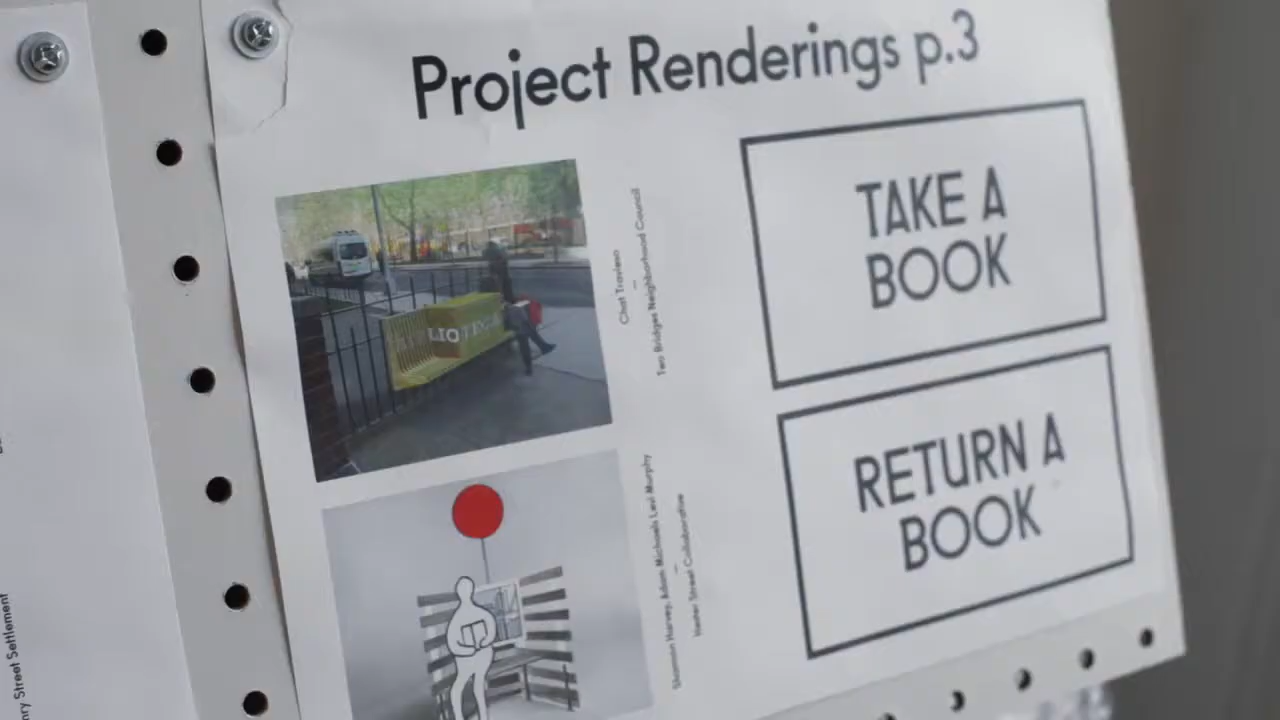 Project Renderings p.3
Chat Travieso
–
Two Bridges Neighborhood Council
TAKE A
BOOK
RETURN A
BOOK
Shannon Harvey, Adam Michaels Levi Murphy
–
Hester Street Collaborative
Street Settlement